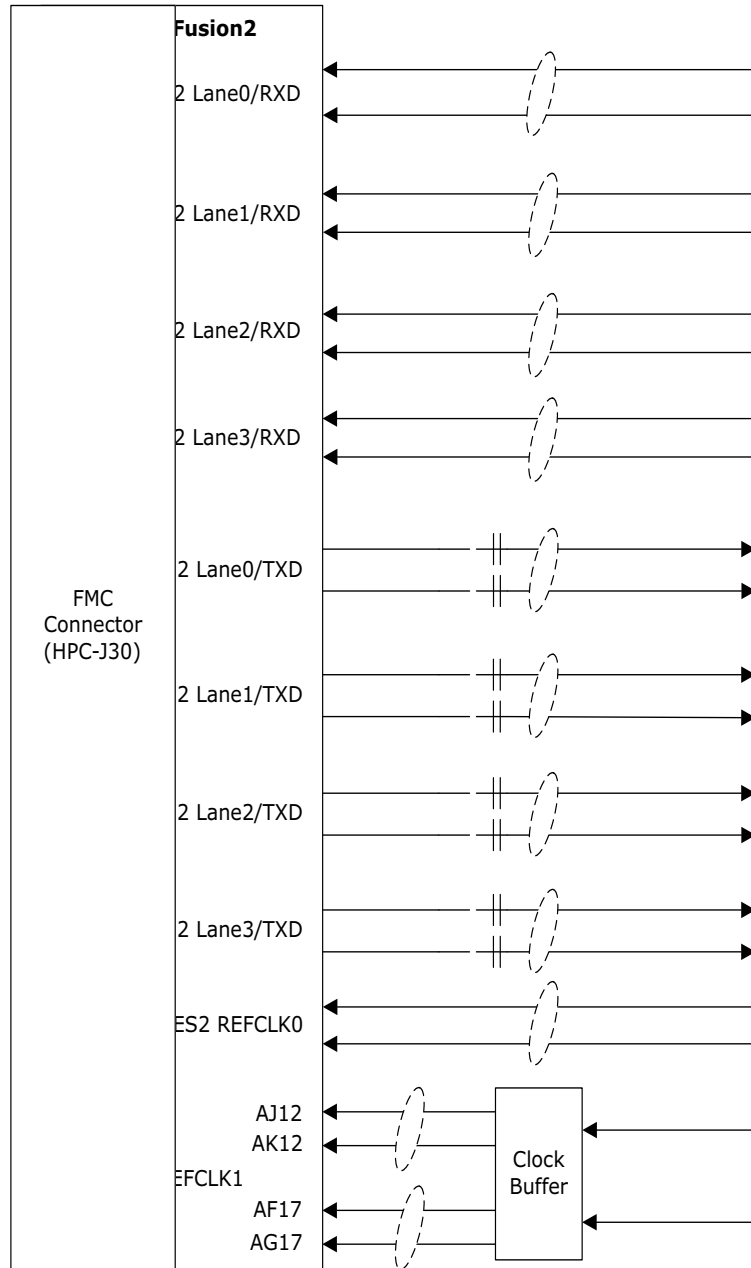 Fusion2
2 Lane0/RXD
2 Lane1/RXD
2 Lane2/RXD
2 Lane3/RXD
2 Lane0/TXD
FMC
Connector
(HPC-J30)
2 Lane1/TXD
2 Lane2/TXD
2 Lane3/TXD
ES2 REFCLK0
AJ12
AK12
EFCLK1
AF17
AG17
Clock
Buffer